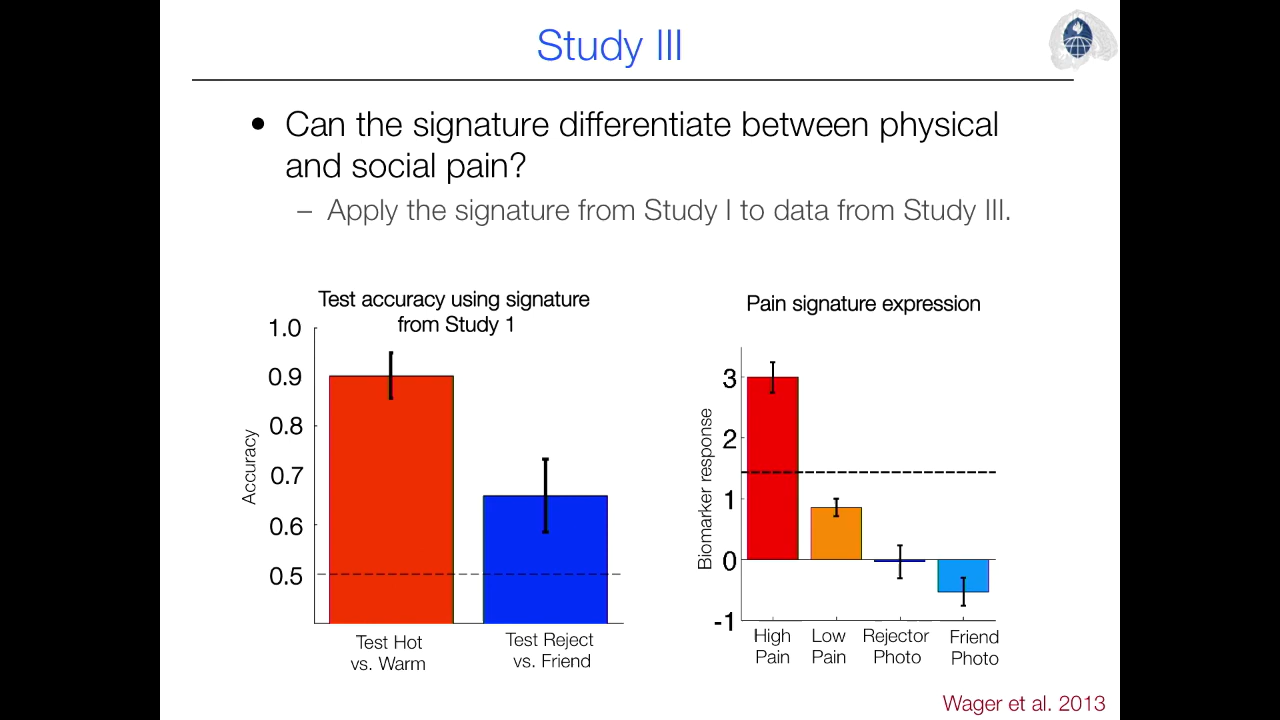 Study III
• Can the signature differentiate between physical
and social pain?
– Apply the signature from Study I to data from Study III.
Test accuracy using signature
from Study 1
1.0
0.9
0.8
0.7
0.6
0.5
Accuracy
Test Hot
vs. Warm
Test Reject
vs. Friend
Pain signature expression
3
2
1
0
-1
Biomarker response
High
Pain
Low
Pain
Rejector
Photo
Friend
Photo
Wager et al. 2013